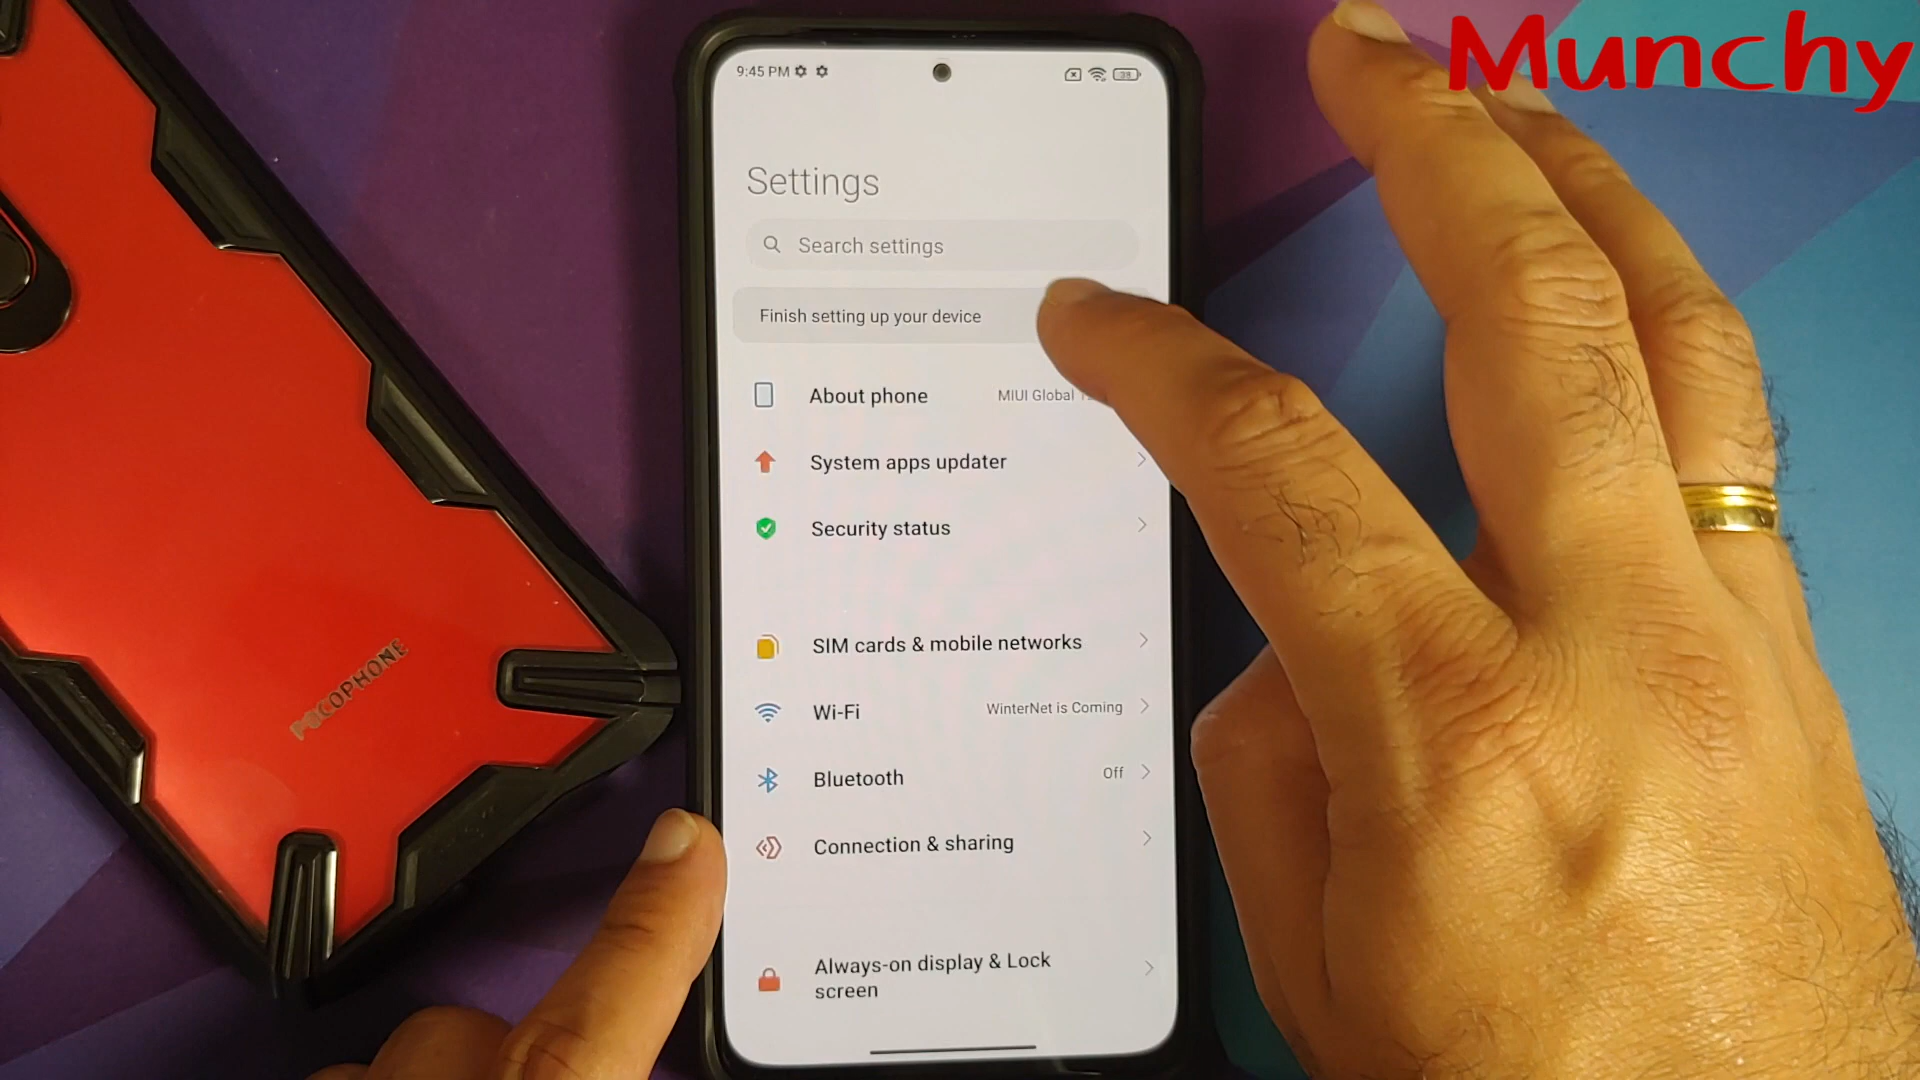 Munchy
9:45 PM
38
Settings
Search settings
Finish setting up your device
About phone MIUI Global
System apps updater
Security status
SIM cards & mobile networks
Wi-Fi WinterNet is Coming
Bluetooth Off
Connection & sharing
Always-on display & Lock
screen
POCOPHONE